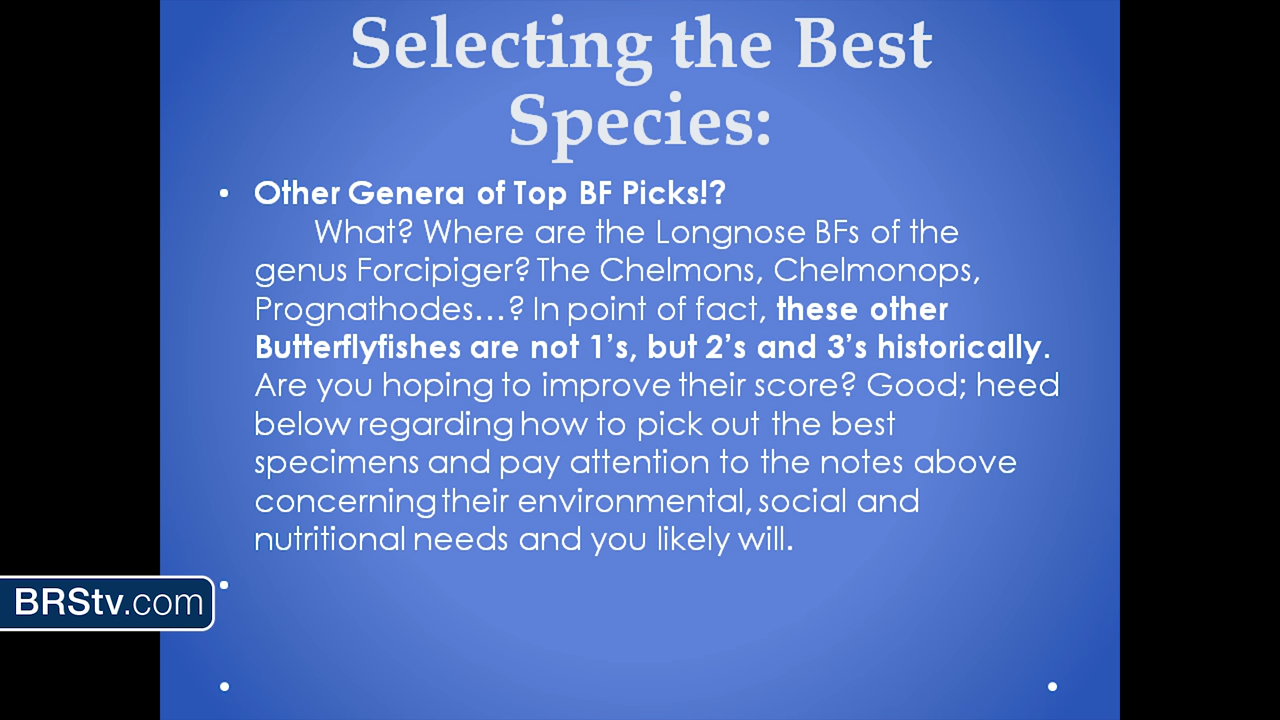 Selecting the Best
Species:
• Other Genera of Top BF Picks!?
What? Where are the Longnose BFs of the
genus Forcipiger? The Chelmons, Chelmonops,
Prognathodes…? In point of fact, these other
Butterflyfishes are not 1's, but 2's and 3's historically.
Are you hoping to improve their score? Good; heed
below regarding how to pick out the best
specimens and pay attention to the notes above
concerning their environmental, social and
nutritional needs and you likely will.
BRStv.com